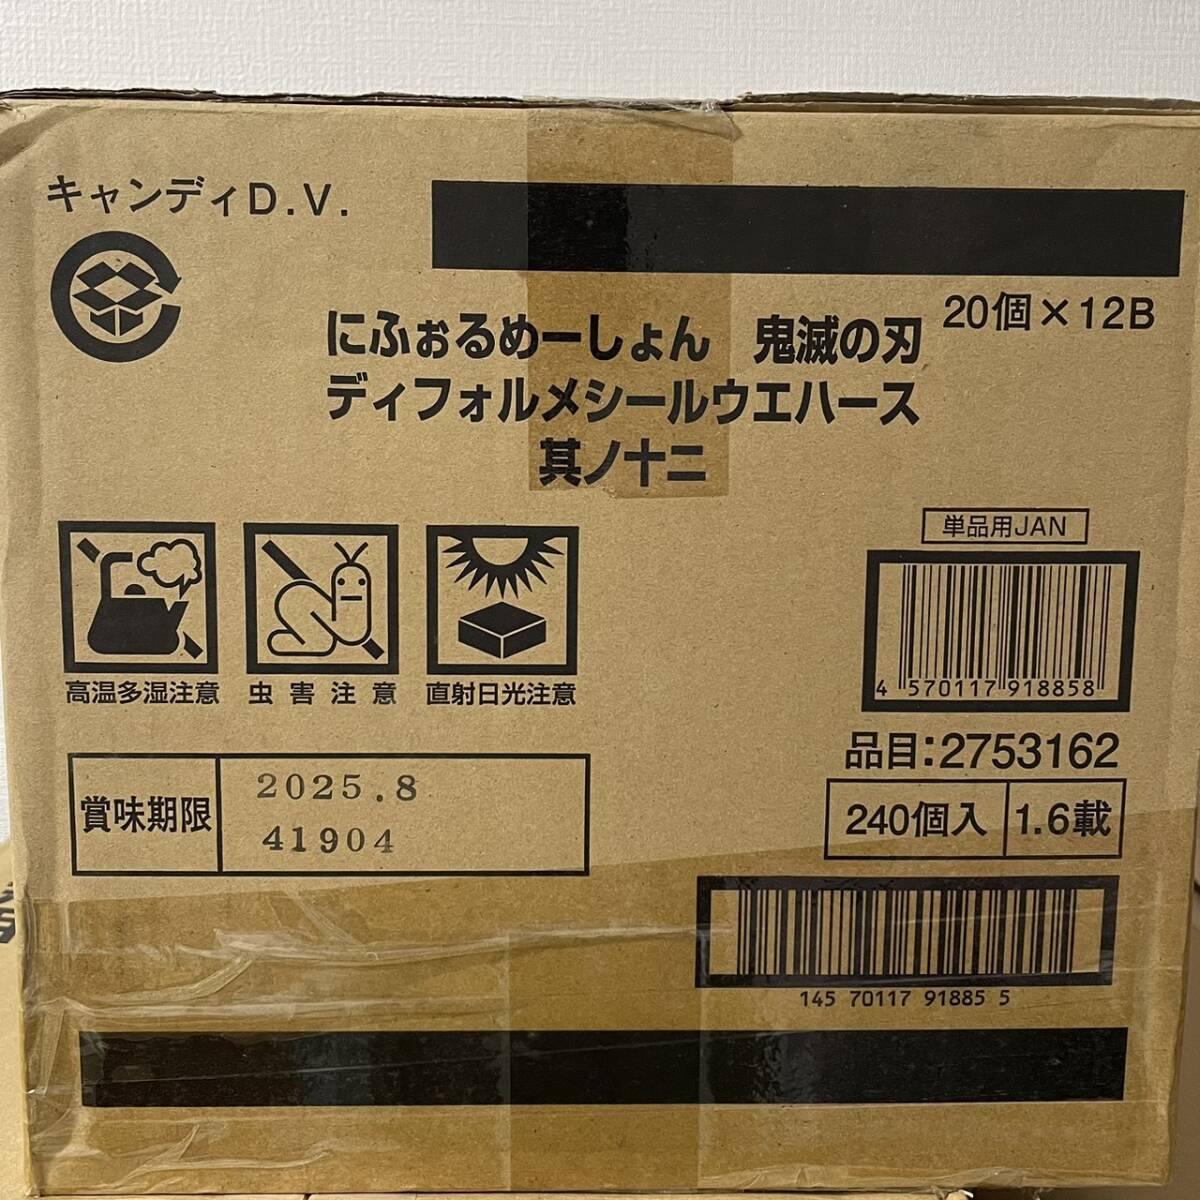 キャンディD.V.
20個×12B
にふぉるめーしょん 鬼滅の刃
ディフォルメシールウエハース
其ノ十二
単品用JAN
4 570117 918858
高温多湿注意
虫害注意
直射日光注意
品目:2753162
賞味期限
2025.8
41904
240個入
1.6載
145 70117 91885 5